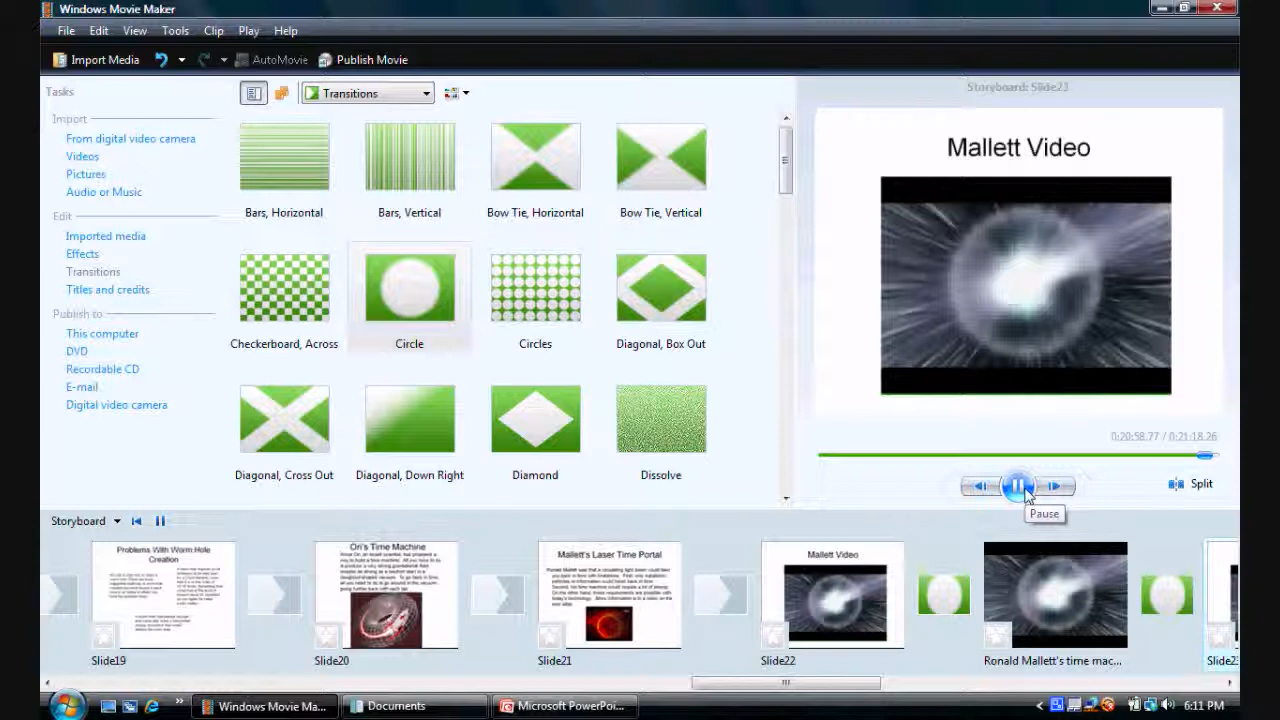 Windows Movie Maker
File Edit View Tools Clip Play Help
Import Media AutoMovie Publish Movie
Tasks
Import
From digital video camera
Videos
Pictures
Audio or Music
Edit
Imported media
Effects
Transitions
Titles and credits
Publish to
This computer
DVD
Recordable CD
E-mail
Digital video camera
Transitions
Bars, Horizontal
Bars, Vertical
Bow Tie, Horizontal
Bow Tie, Vertical
Checkerboard, Across
Circle
Circles
Diagonal, Box Out
Diagonal, Cross Out
Diagonal, Down Right
Diamond
Dissolve
Storyboard: Slide23
Mallett Video
0:20:58.77 / 0:21:18.26
Split
Pause
Storyboard
Problems With Worm Hole
Creation
Ori's Time Machine
Mallett's Laser Time Portal
Mallett Video
Slide19
Slide20
Slide21
Slide22
Ronald Mallett's time mac...
Windows Movie Ma...
Documents
Microsoft PowerPoi...
6:11 PM